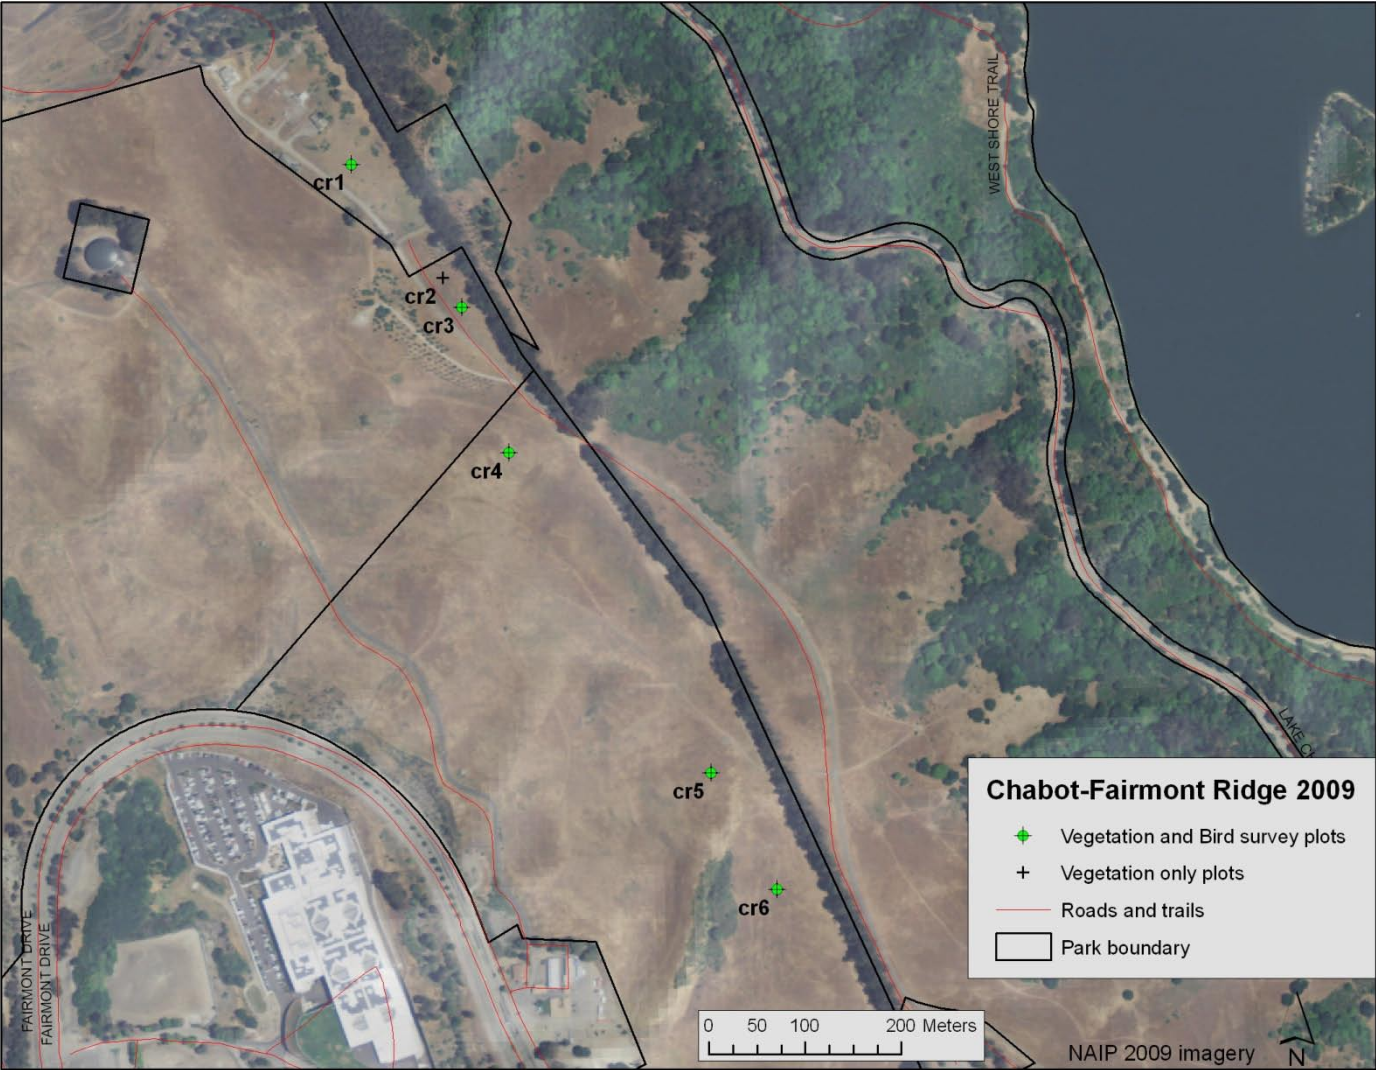 WEST SHORE TRAIL
cr1
cr2
cr3
cr4
cr5
cr6
LAKE CH
FAIRMONT DRIVE
FAIRMONT DRIVE
Chabot-Fairmont Ridge 2009
Vegetation and Bird survey plots
Vegetation only plots
Roads and trails
Park boundary
0 50 100 200 Meters
NAIP 2009 imagery
N